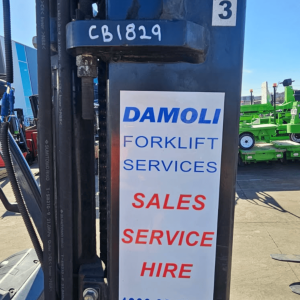 3
CB1829
DAMOLI
FORKLIFT
SERVICES
SALES
SERVICE
HIRE